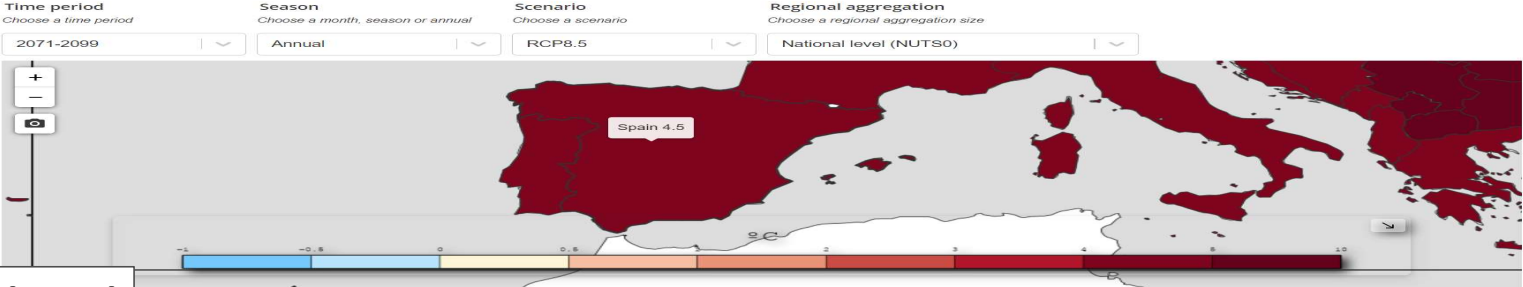 Time period Season Scenario Regional aggregation
Choose a time period Choose a month, season or annual Choose a scenario Choose a regional aggregation size
2071-2099 Annual RCP8.5 National level (NUTS0)
+
−
Spain 4.5
ºC
-1 -0.5 0 0.5 1 2 3 4 5 10